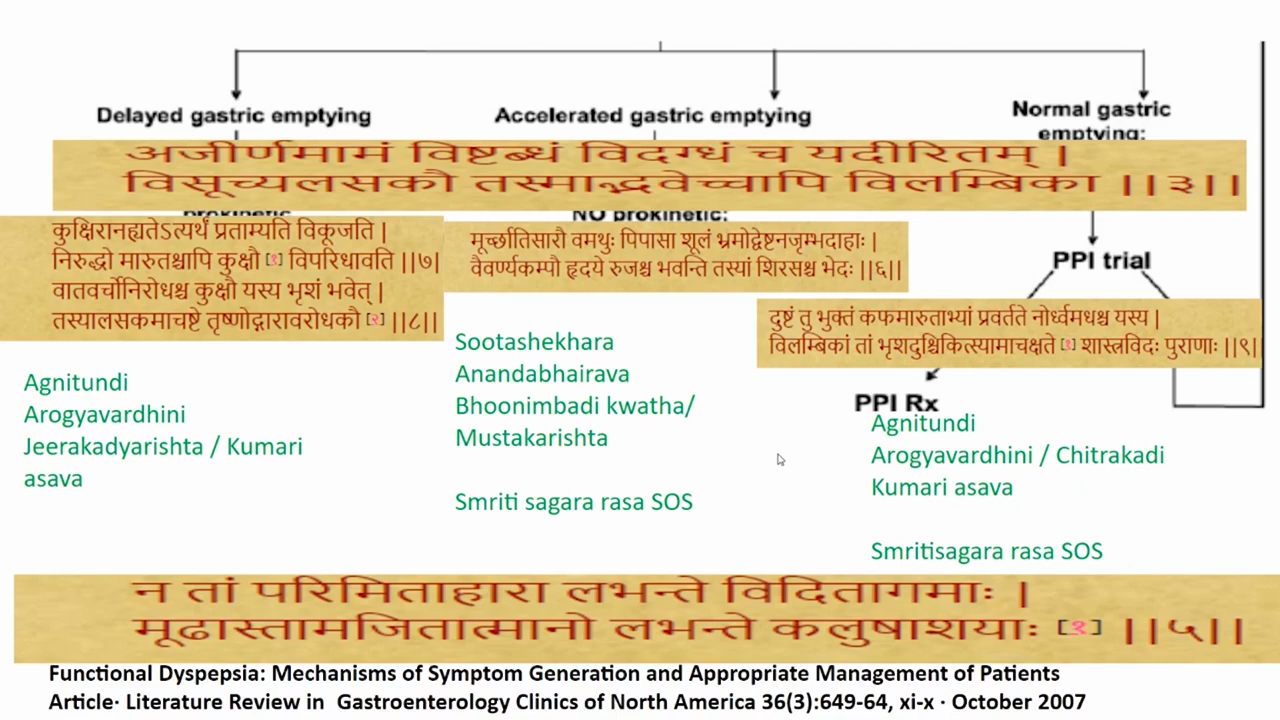 Delayed gastric emptying
Accelerated gastric emptying
Normal gastric
emptying:
अजीर्णमामं विष्टब्धं विदग्धं च यदीरितम् |
विसूच्यलसकौ तस्माद्भवेच्चापि विलम्बिका ||३||
prokinetic
NO prokinetic:
कुक्षिरानह्यतेऽत्यर्थं प्रताम्यति विकूजति |
निरुद्धो मारुतश्चापि कुक्षौ [१] विपरिधावति ||७||
वातवर्चोनिरोधश्च कुक्षौ यस्य भृशं भवेत् |
तस्यालसकमाचष्टे तृष्णोद्गारावरोधकौ [२] ||८||
मूर्च्छातिसारौ वमथुः पिपासा शूलं भ्रमोद्वेष्टनजृम्भदाहाः |
वैवर्ण्यकम्पौ हृदये रुजश्च भवन्ति तस्यां शिरसश्च भेदः ||६||
PPI trial
दुष्टं तु भुक्तं कफमारुताभ्यां प्रवर्तते नोर्ध्वमधश्च यस्य |
विलम्बिकां तां भृशदुश्चिकित्स्यामाचक्षते [१] शास्त्रविदः पुराणाः ||९||
Agnitundi
Arogyavardhini
Jeerakadyarishta / Kumari
asava
Sootashekhara
Anandabhairava
Bhoonimbadi kwatha/
Mustakarishta
Smriti sagara rasa SOS
PPI Rx
Agnitundi
Arogyavardhini / Chitrakadi
Kumari asava
Smritisagara rasa SOS
न तां परिमिताहारा लभन्ते विदितागमाः |
मूढास्तामजितात्मानो लभन्ते कलुषाशयाः [१] ||५||
Functional Dyspepsia: Mechanisms of Symptom Generation and Appropriate Management of Patients
Article· Literature Review in  Gastroenterology Clinics of North America 36(3):649-64, xi-x · October 2007